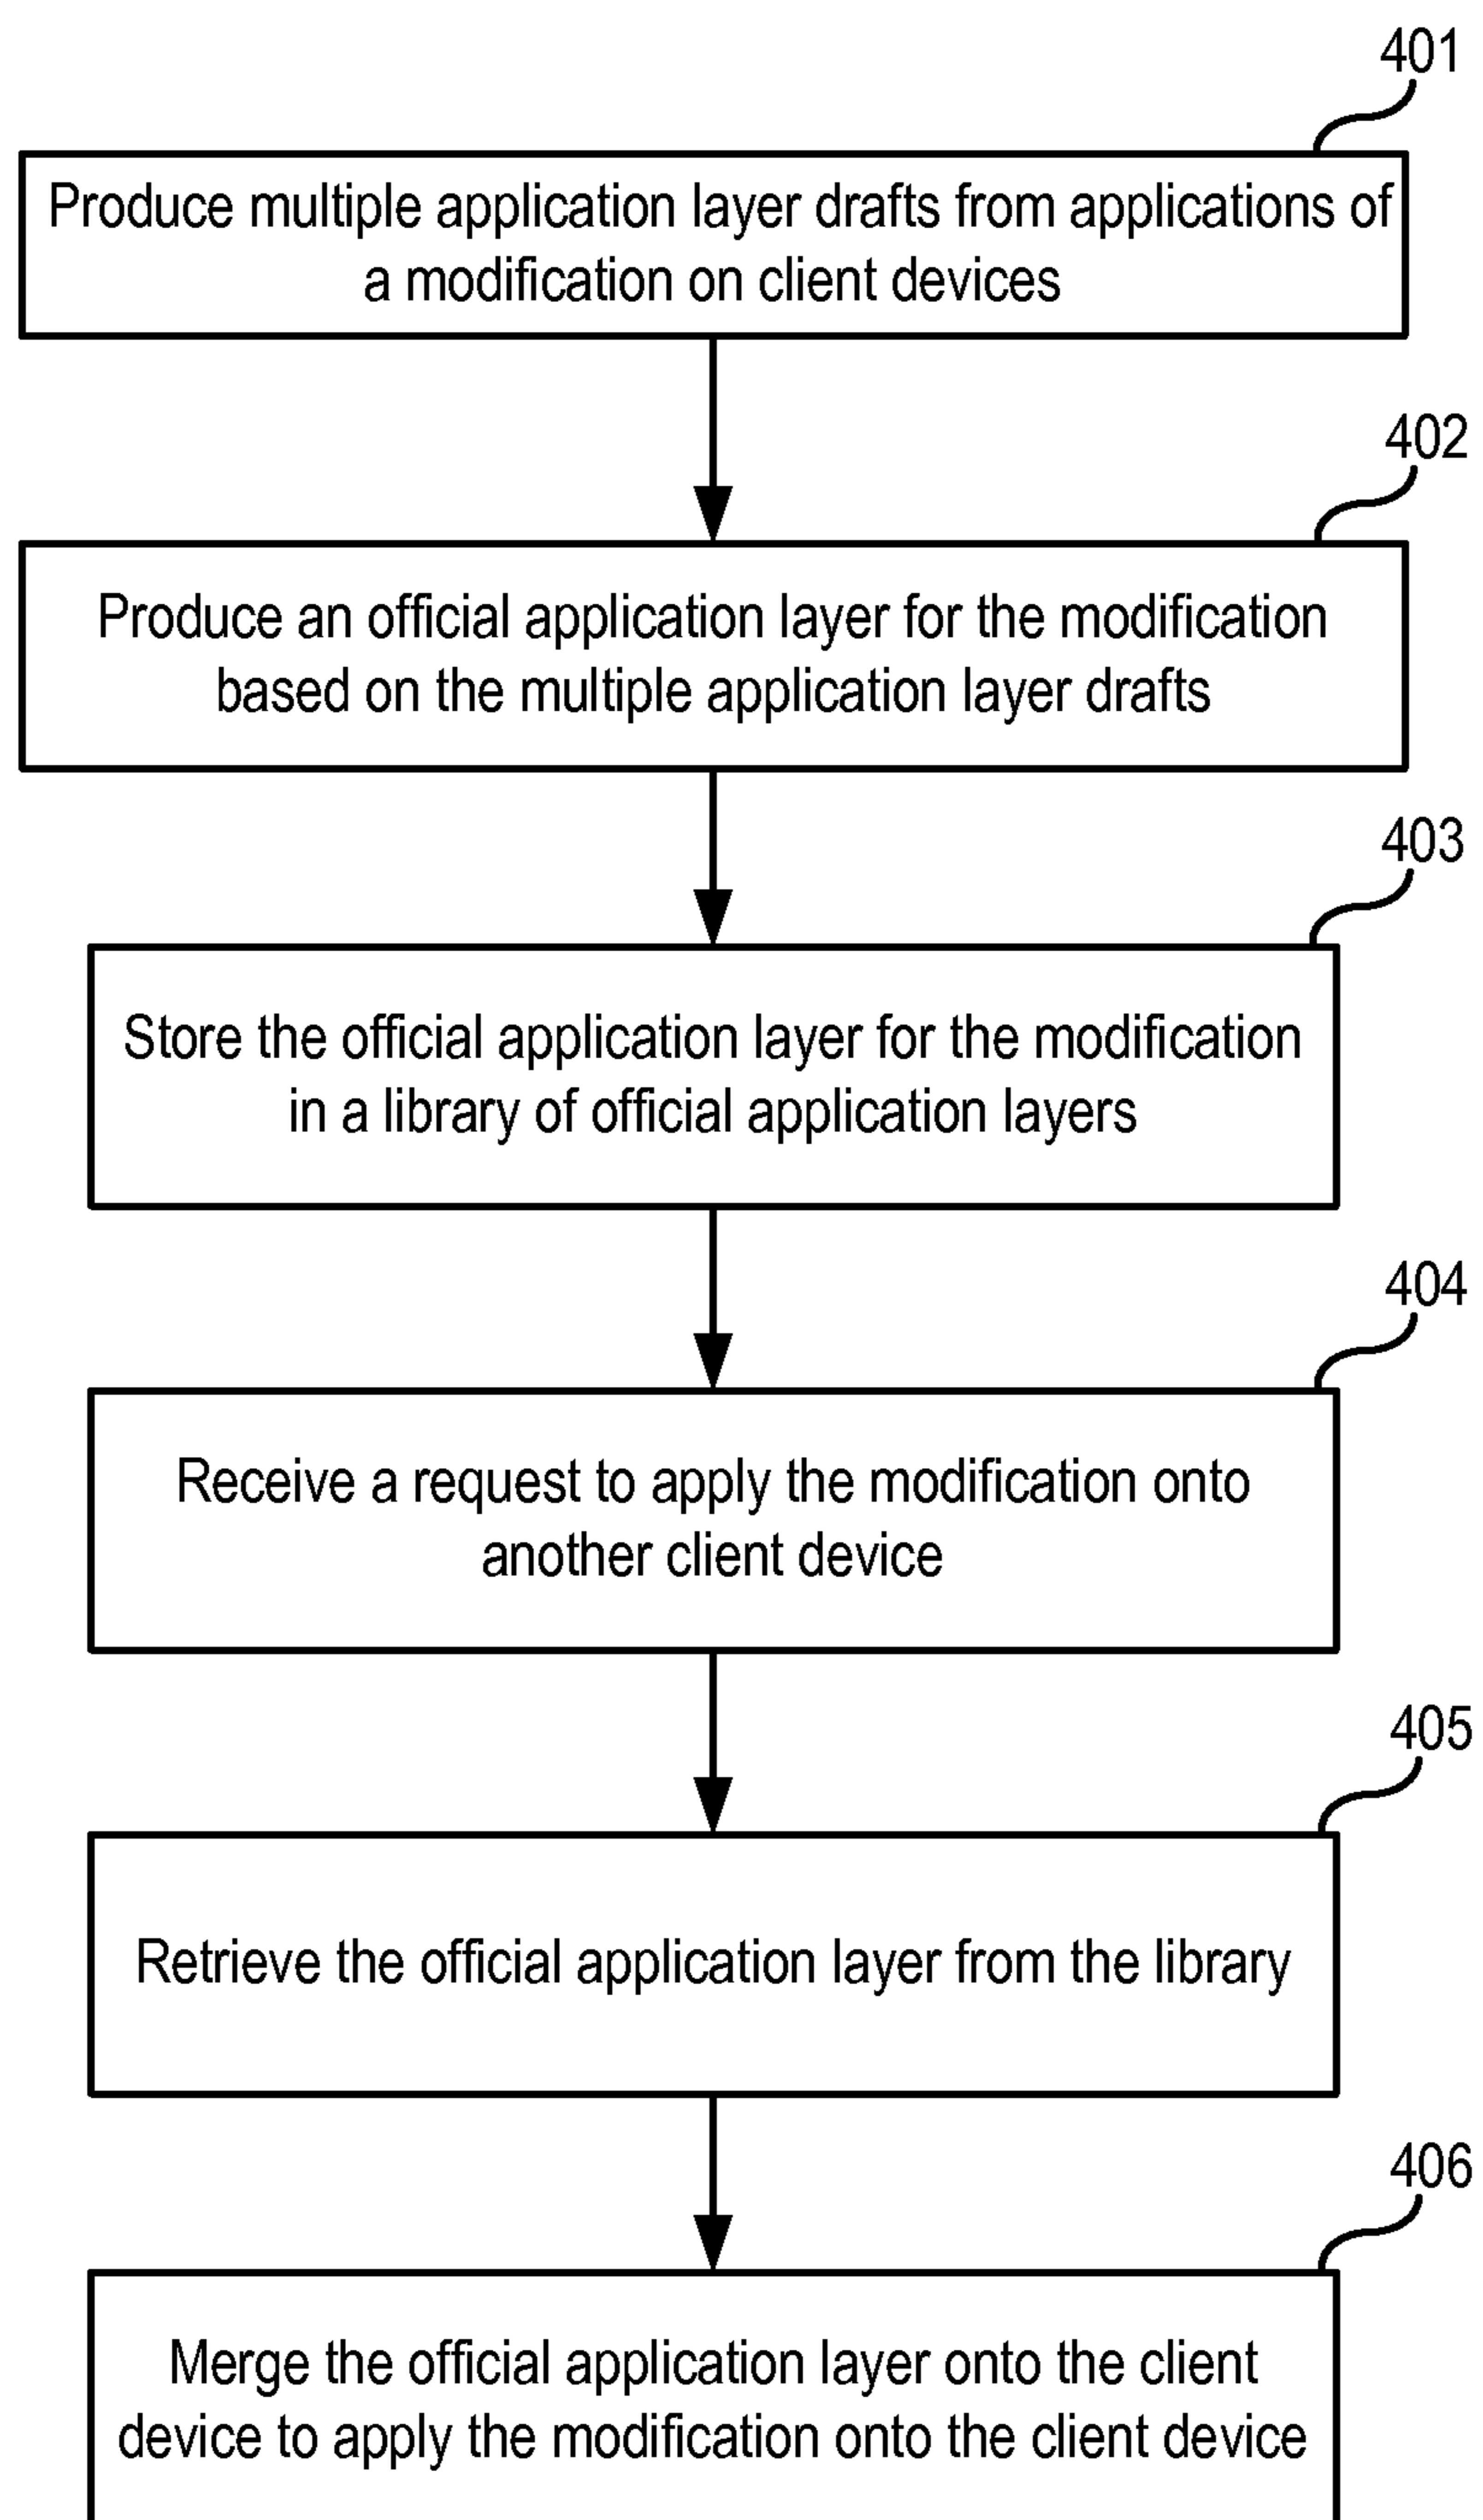 401
Produce multiple application layer drafts from applications of
a modification on client devices
402
Produce an official application layer for the modification
based on the multiple application layer drafts
403
Store the official application layer for the modification
in a library of official application layers
404
Receive a request to apply the modification onto
another client device
405
Retrieve the official application layer from the library
406
Merge the official application layer onto the client
device to apply the modification onto the client device